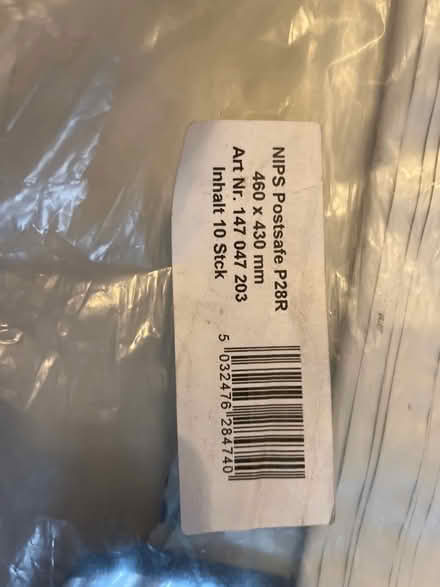 NIPS Postsafe P28R
460 x 430 mm
Art Nr. 147 047 203
Inhalt 10 Stck
5 032476 284740